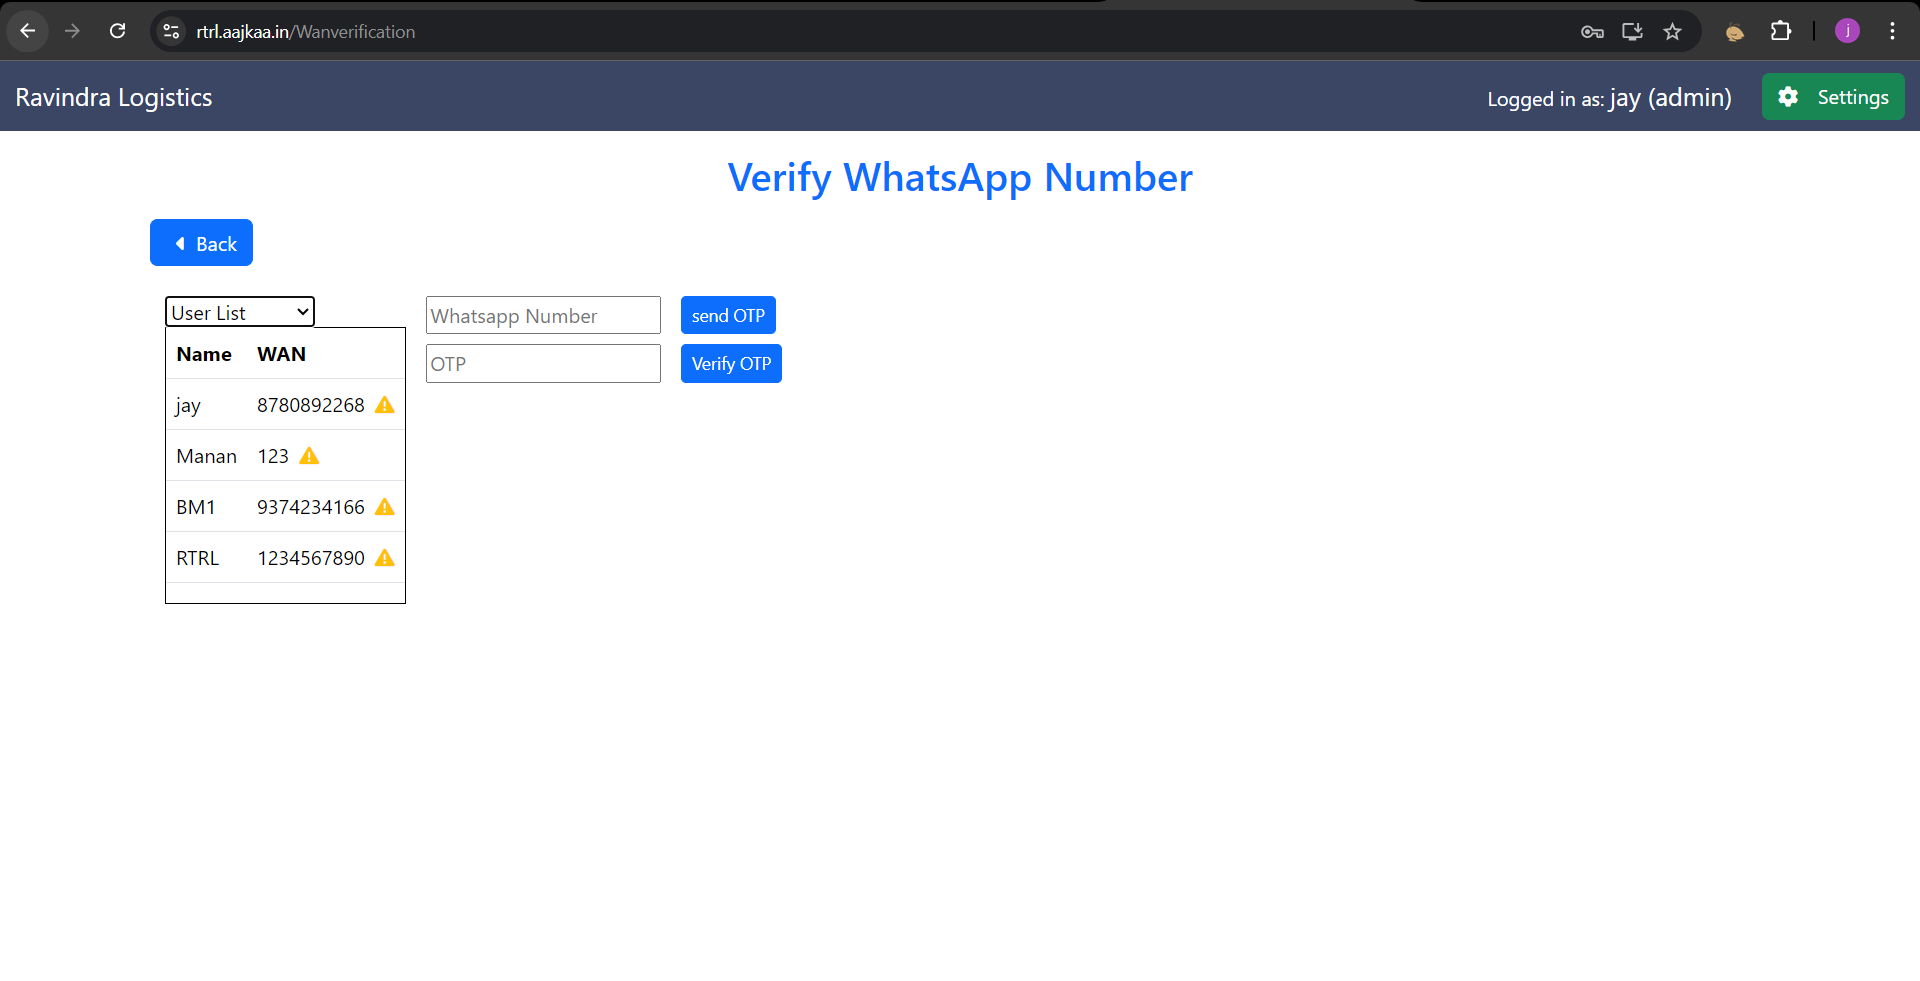 rtrl.aajkaa.in/Wanverification
j
Ravindra Logistics
Logged in as: jay (admin)
Settings
Verify WhatsApp Number
Back
User List
Whatsapp Number
send OTP
OTP
Verify OTP
Name WAN
jay 8780892268
Manan 123
BM1 9374234166
RTRL 1234567890